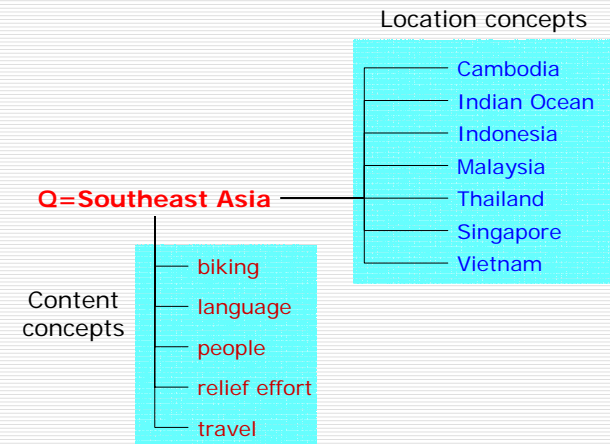 Location concepts
Cambodia
Indian Ocean
Indonesia
Malaysia
Q=Southeast Asia
Thailand
Singapore
Vietnam
Content
concepts
biking
language
people
relief effort
travel